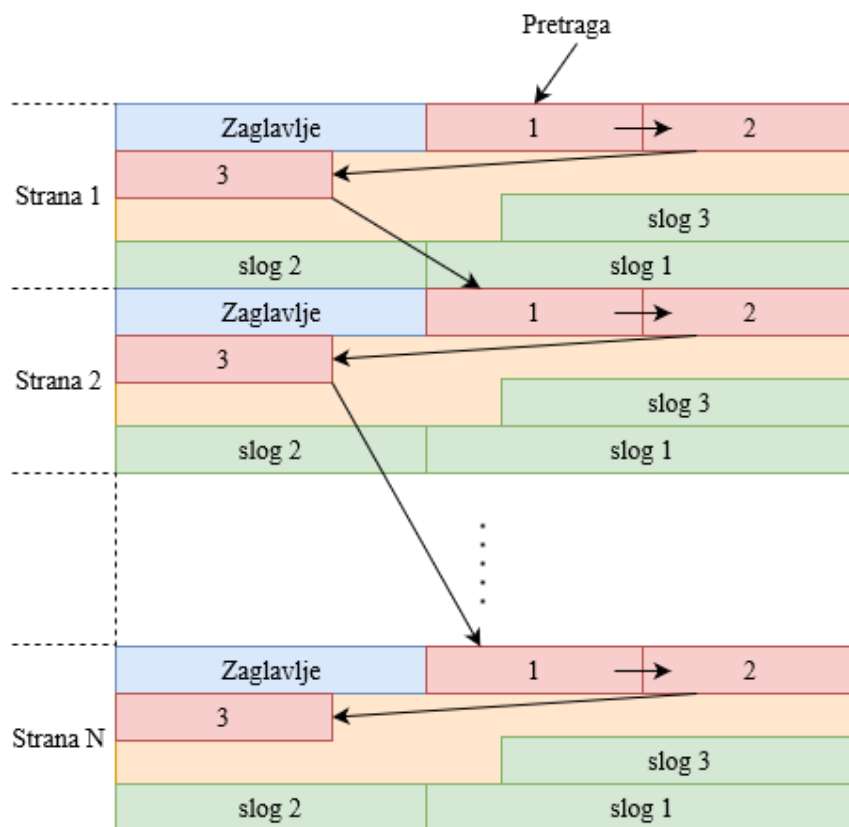 Pretraga
Zaglavlje 1 2
3
Strana 1
slog 3
slog 2 slog 1
Zaglavlje 1 2
3
Strana 2
slog 3
slog 2 slog 1
Zaglavlje 1 2
3
Strana N
slog 3
slog 2 slog 1